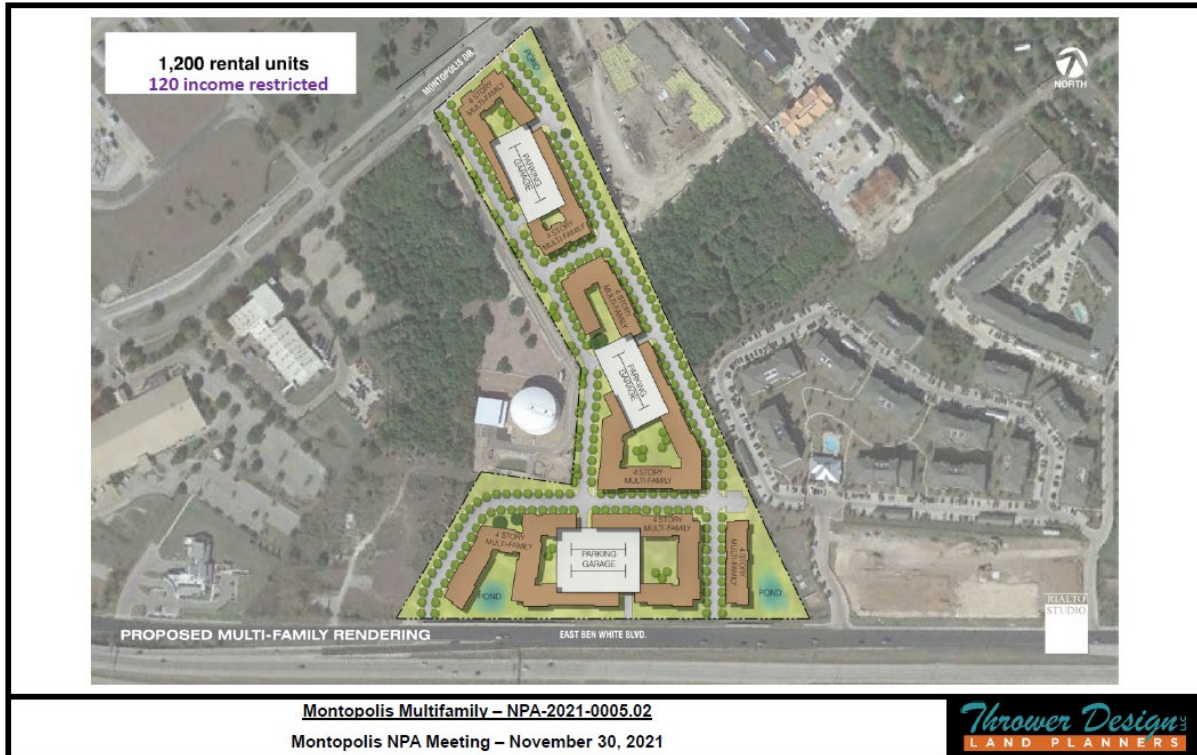 1,200 rental units
120 income restricted
MONTOPOLIS DR.
POND
NORTH
4 STORY
MULTI-FAMILY
PARKING
GARAGE
4 STORY
MULTI-FAMILY
4 STORY
MULTI-FAMILY
PARKING
GARAGE
4 STORY
MULTI-FAMILY
4 STORY
MULTI-FAMILY
4 STORY
MULTI-FAMILY
PARKING
GARAGE
4 STORY
MULTI-FAMILY
POND
POND
RIALTO
STUDIO
PROPOSED MULTI-FAMILY RENDERING
EAST BEN WHITE BLVD.
Montopolis Multifamily – NPA-2021-0005.02
Montopolis NPA Meeting – November 30, 2021
Thrower Design LLC
LAND PLANNERS